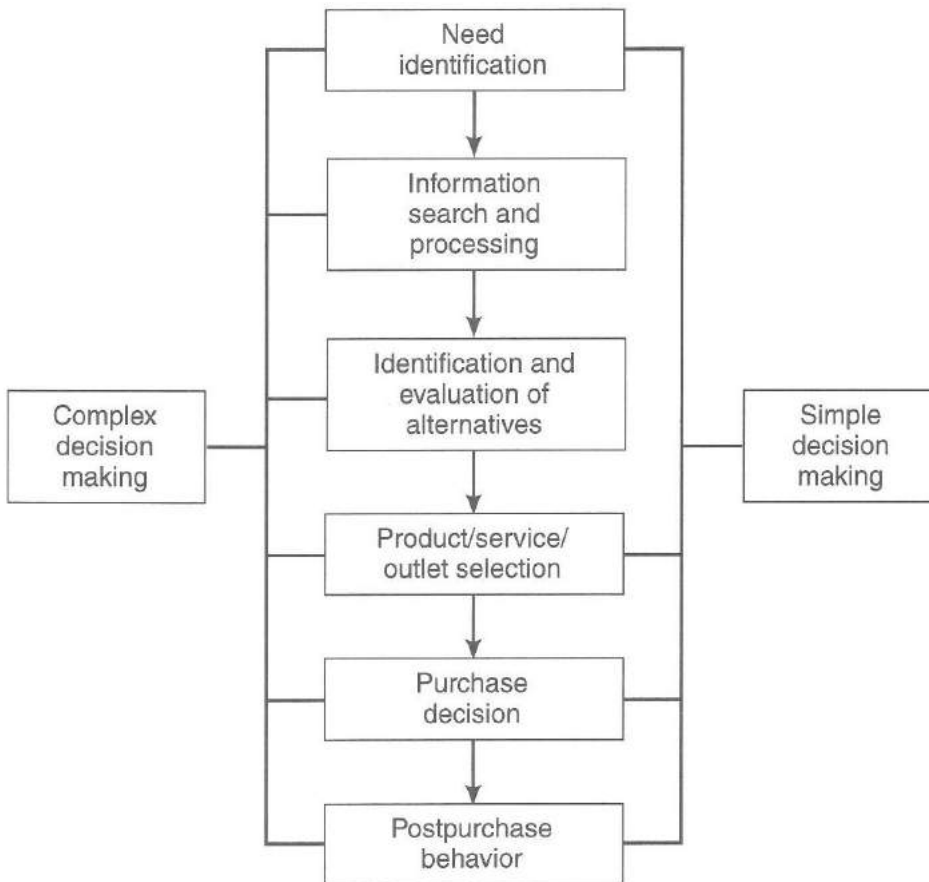 Need
identification
Information
search and
processing
Identification and
evaluation of
alternatives
Complex
decision
making
Simple
decision
making
Product/service/
outlet selection
Purchase
decision
Postpurchase
behavior